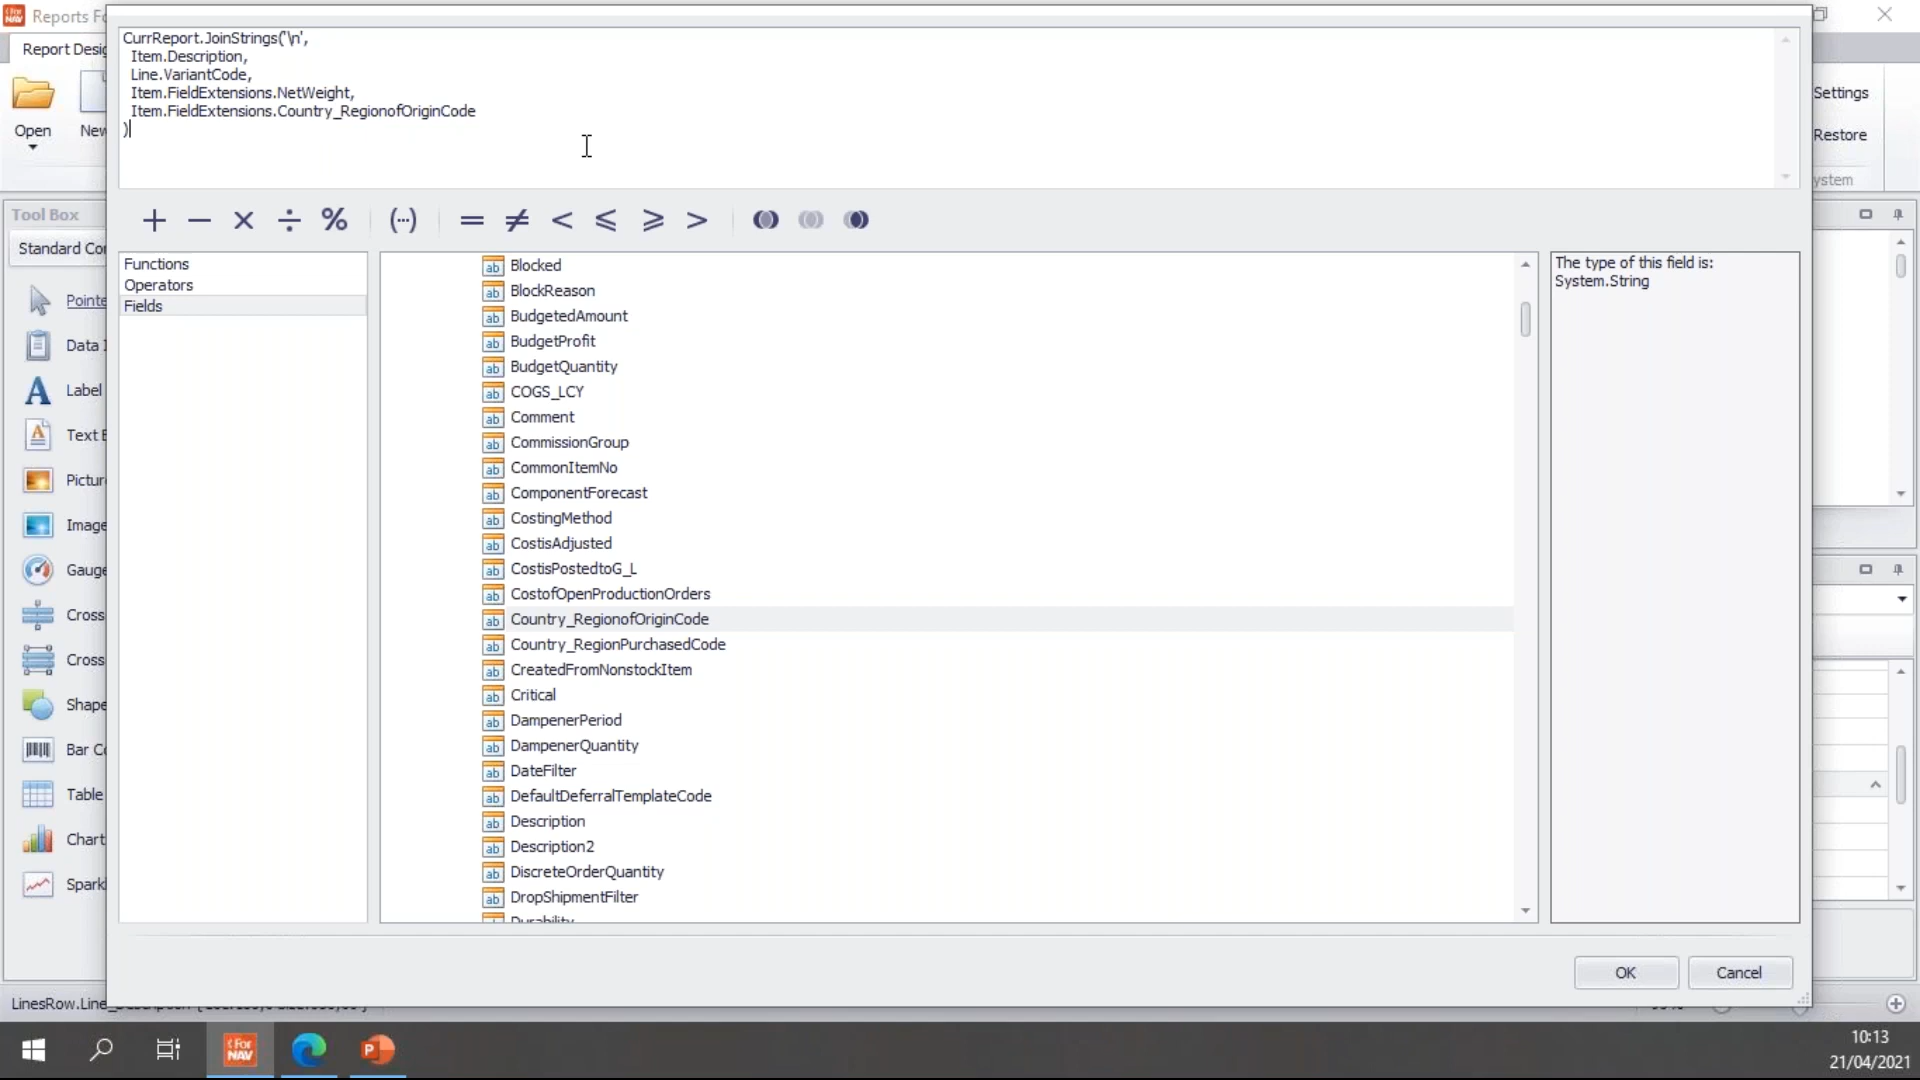 Reports Fo
Report Desig
Open
New
Settings
Restore
ystem
CurrReport.JoinStrings('\n',
Item.Description,
Line.VariantCode,
Item.FieldExtensions.NetWeight,
Item.FieldExtensions.Country_RegionofOriginCode
)
+ − × ÷ % (··) = ≠ < ≤ ≥ >
Tool Box
Standard Co
Pointe
Data I
Label
Text E
Pictur
Image
Gauge
Cross
Cross
Shape
Bar Co
Table
Chart
Spark
Functions
Operators
Fields
Blocked
BlockReason
BudgetedAmount
BudgetProfit
BudgetQuantity
COGS_LCY
Comment
CommissionGroup
CommonItemNo
ComponentForecast
CostingMethod
CostisAdjusted
CostisPostedtoG_L
CostofOpenProductionOrders
Country_RegionofOriginCode
Country_RegionPurchasedCode
CreatedFromNonstockItem
Critical
DampenerPeriod
DampenerQuantity
DateFilter
DefaultDeferralTemplateCode
Description
Description2
DiscreteOrderQuantity
DropShipmentFilter
Durability
The type of this field is:
System.String
OK
Cancel
10:13
21/04/2021